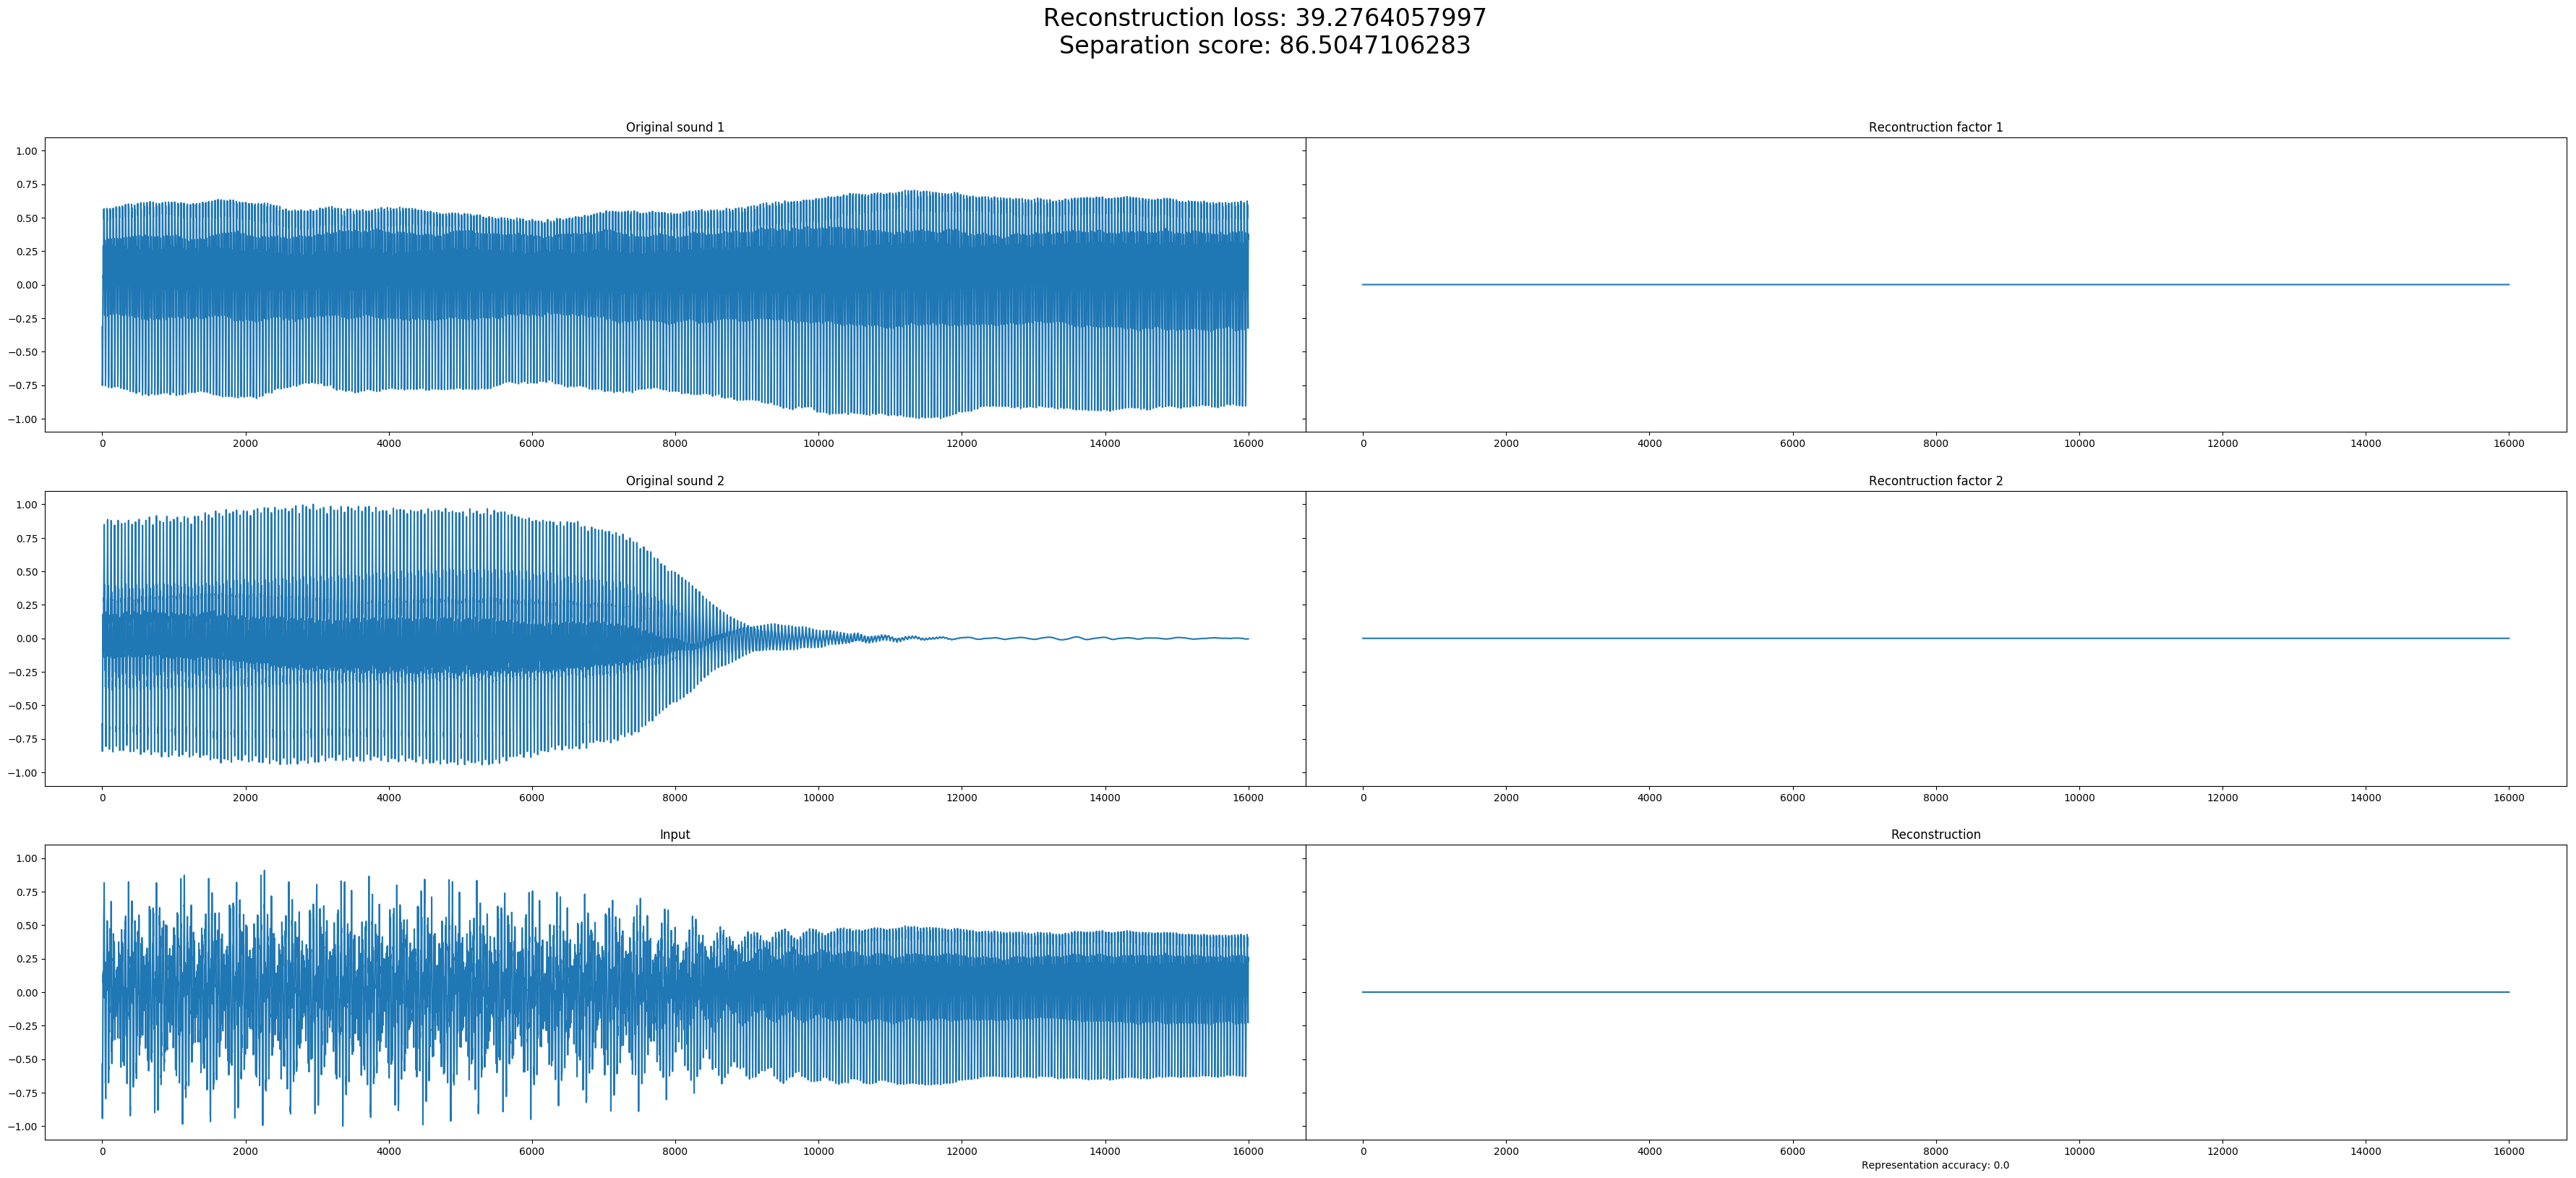 Reconstruction loss: 39.2764057997
Separation score: 86.5047106283
Original sound 1
Recontruction factor 1
1.00
0.75
0.50
0.25
0.00
−0.25
−0.50
−0.75
−1.00
0 2000 4000 6000 8000 10000 12000 14000 16000
0 2000 4000 6000 8000 10000 12000 14000 16000
Original sound 2
Recontruction factor 2
1.00
0.75
0.50
0.25
0.00
−0.25
−0.50
−0.75
−1.00
0 2000 4000 6000 8000 10000 12000 14000 16000
0 2000 4000 6000 8000 10000 12000 14000 16000
Input
Reconstruction
1.00
0.75
0.50
0.25
0.00
−0.25
−0.50
−0.75
−1.00
0 2000 4000 6000 8000 10000 12000 14000 16000
0 2000 4000 6000 8000 10000 12000 14000 16000
Representation accuracy: 0.0